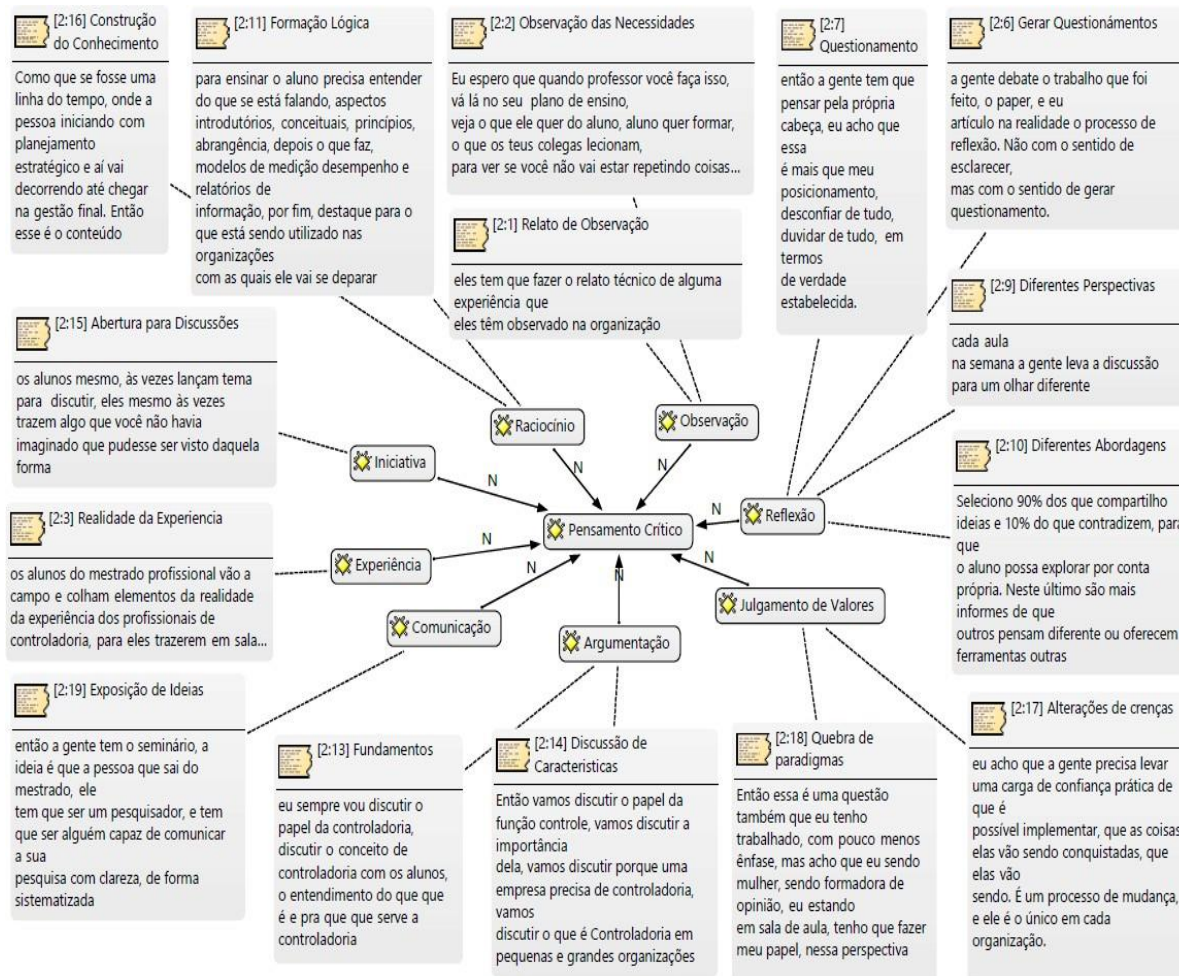 [2:16] Construção
do Conhecimento
Como que se fosse uma
linha do tempo, onde a
pessoa iniciando com
planejamento
estratégico e aí vai
decorrendo até chegar
na gestão final. Então
esse é o conteúdo
[2:11] Formação Lógica
para ensinar o aluno precisa entender
do que se está falando, aspectos
introdutórios, conceituais, princípios,
abrangência, depois o que faz,
modelos de medição desempenho e
relatórios de
informação, por fim, destaque para o
que está sendo utilizado nas
organizações
com as quais ele vai se deparar
[2:2] Observação das Necessidades
Eu espero que quando professor você faça isso,
vá lá no seu plano de ensino,
veja o que ele quer do aluno, aluno quer formar,
o que os teus colegas lecionam,
para ver se você não vai estar repetindo coisas...
[2:7]
Questionamento
então a gente tem que
pensar pela própria
cabeça, eu acho que
essa
é mais que meu
posicionamento,
desconfiar de tudo,
duvidar de tudo, em
termos
de verdade
estabelecida.
[2:6] Gerar Questionámentos
a gente debate o trabalho que foi
feito, o paper, e eu
artículo na realidade o processo de
reflexão. Não com o sentido de
esclarecer,
mas com o sentido de gerar
questionamento.
[2:1] Relato de Observação
eles tem que fazer o relato técnico de alguma
experiência que
eles têm observado na organização
[2:9] Diferentes Perspectivas
cada aula
na semana a gente leva a discussão
para um olhar diferente
[2:15] Abertura para Discussões
os alunos mesmo, às vezes lançam tema
para discutir, eles mesmo às vezes
trazem algo que você não havia
imaginado que pudesse ser visto daquela
forma
Raciocínio
Observação
Iniciativa
N
N
N
[2:10] Diferentes Abordagens
Seleciono 90% dos que compartilho
ideias e 10% do que contradizem, para
que
o aluno possa explorar por conta
própria. Neste último são mais
informes de que
outros pensam diferente ou oferecem
ferramentas outras
[2:3] Realidade da Experiencia
os alunos do mestrado profissional vão a
campo e colham elementos da realidade
da experiência dos profissionais de
controladoria, para eles trazerem em sala...
Pensamento Crítico
N
Reflexão
Experiência
N
N
N
N
Comunicação
Argumentação
Julgamento de Valores
[2:19] Exposição de Ideias
então a gente tem o seminário, a
ideia é que a pessoa que sai do
mestrado, ele
tem que ser um pesquisador, e tem
que ser alguém capaz de comunicar
a sua
pesquisa com clareza, de forma
sistematizada
[2:13] Fundamentos
eu sempre vou discutir o
papel da controladoria,
discutir o conceito de
controladoria com os alunos,
o entendimento do que que
é e pra que que serve a
controladoria
[2:14] Discussão de
Caracteristicas
Então vamos discutir o papel da
função controle, vamos discutir a
importância
dela, vamos discutir porque uma
empresa precisa de controladoria,
vamos
discutir o que é Controladoria em
pequenas e grandes organizações
[2:18] Quebra de
paradigmas
Então essa é uma questão
também que eu tenho
trabalhado, com pouco menos
ênfase, mas acho que eu sendo
mulher, sendo formadora de
opinião, eu estando
em sala de aula, tenho que fazer
meu papel, nessa perspectiva
[2:17] Alterações de crenças
eu acho que a gente precisa levar
uma carga de confiança prática de
que é
possível implementar, que as coisas
elas vão sendo conquistadas, que
elas vão
sendo. É um processo de mudança,
e ele é o único em cada
organização.